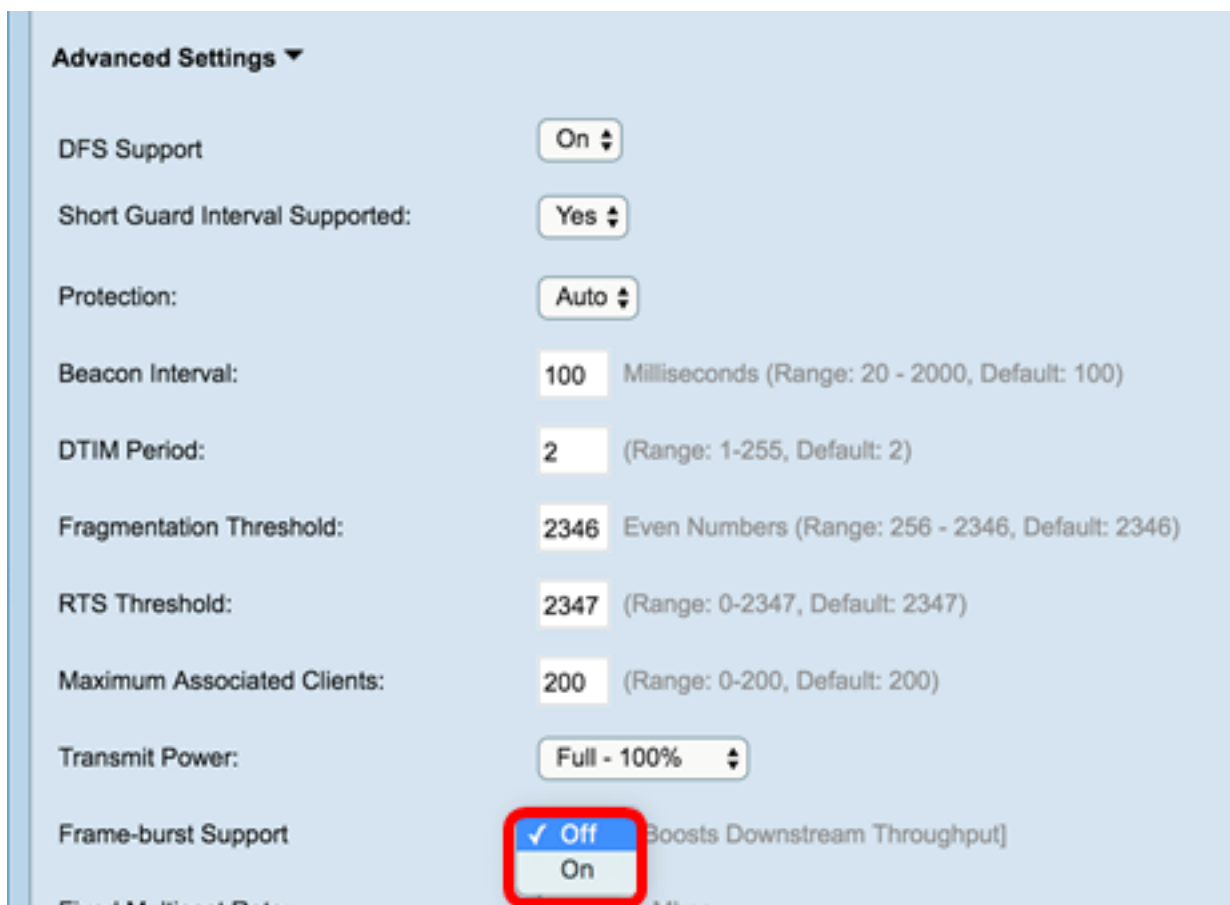 Advanced Settings
DFS Support On
Short Guard Interval Supported: Yes
Protection: Auto
Beacon Interval: 100 Milliseconds (Range: 20 - 2000, Default: 100)
DTIM Period: 2 (Range: 1-255, Default: 2)
Fragmentation Threshold: 2346 Even Numbers (Range: 256 - 2346, Default: 2346)
RTS Threshold: 2347 (Range: 0-2347, Default: 2347)
Maximum Associated Clients: 200 (Range: 0-200, Default: 200)
Transmit Power: Full - 100%
Frame-burst Support ✓ Off Boosts Downstream Throughput]
On